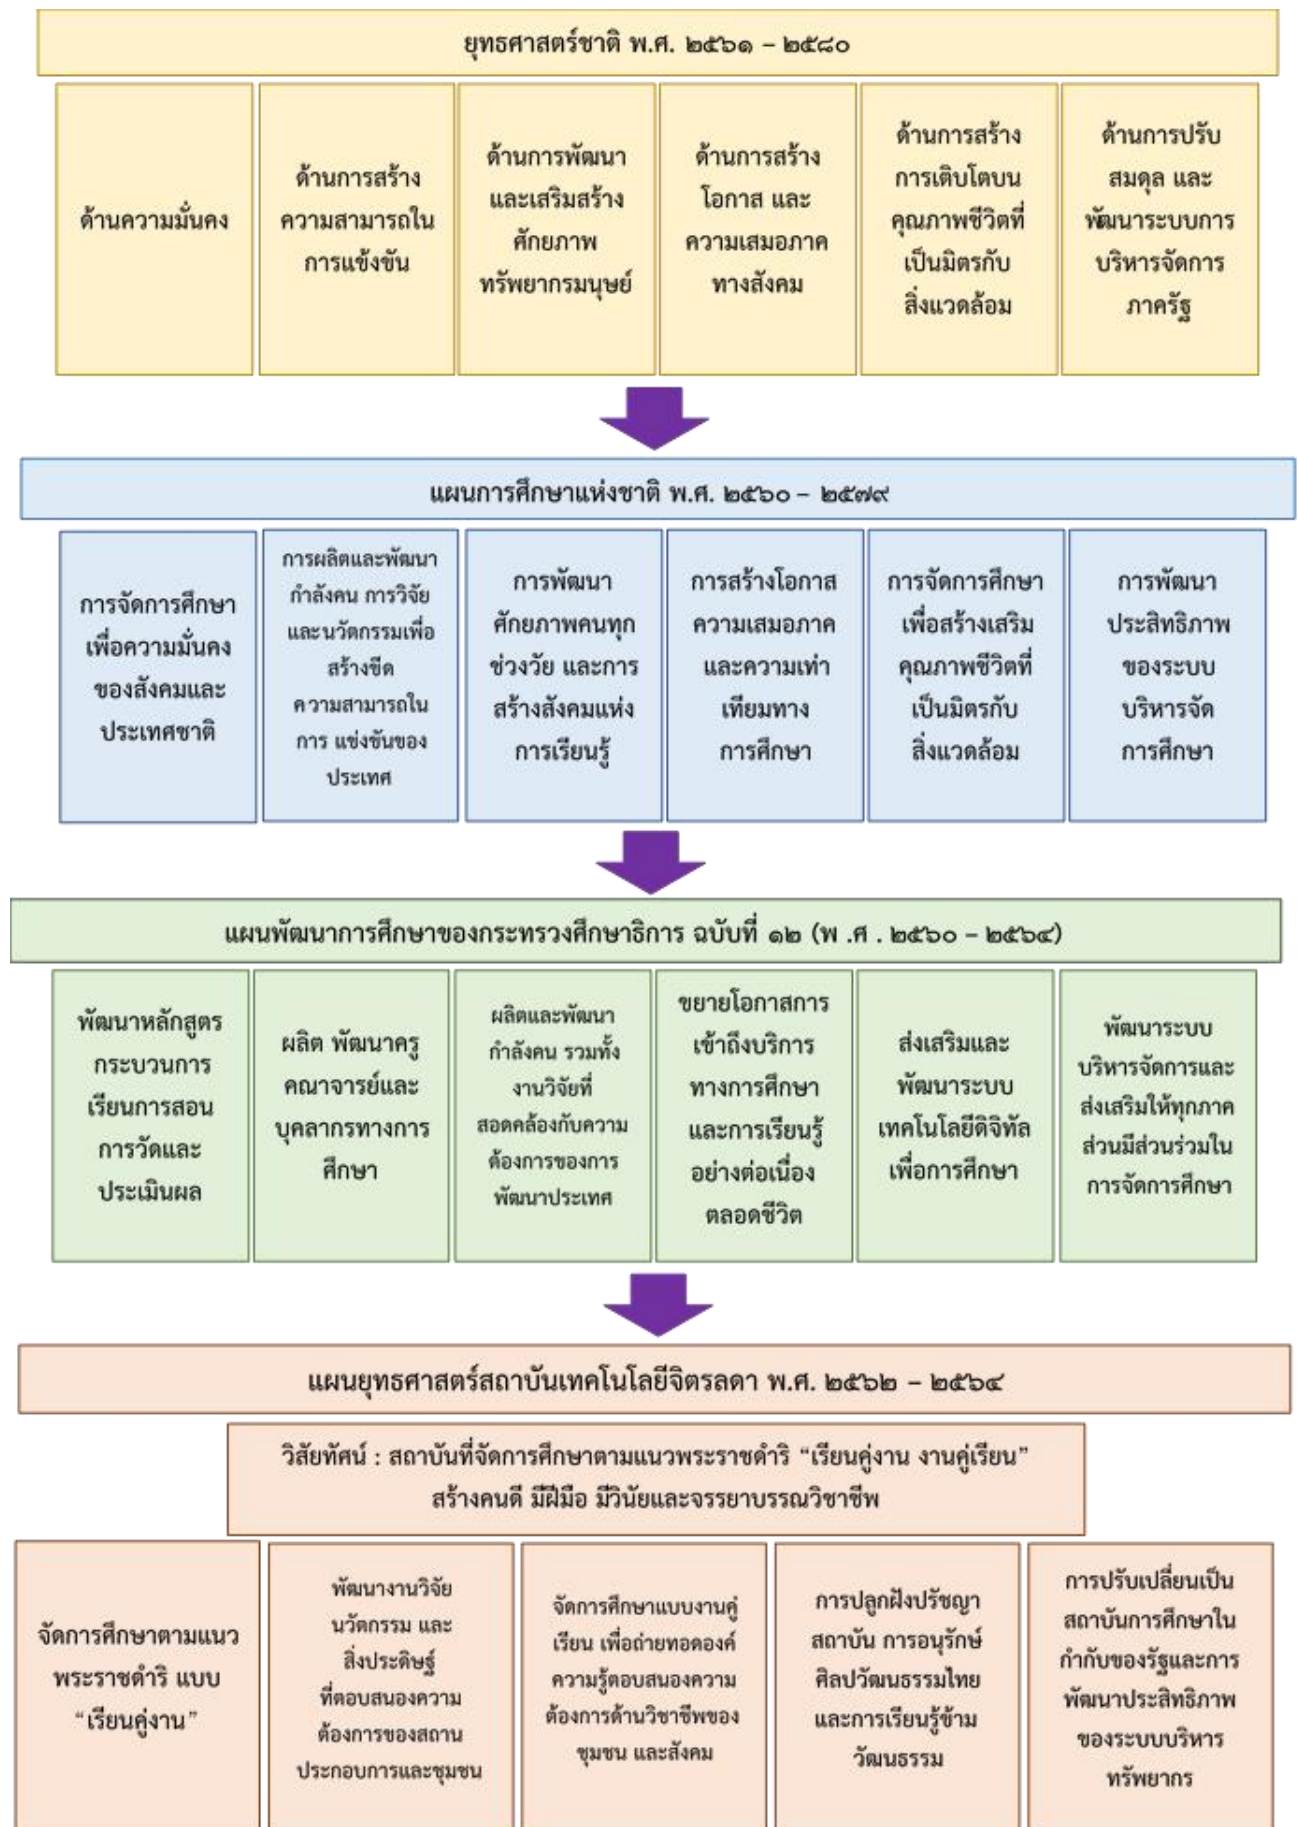 ยุทธศาสตร์ชาติ พ.ศ. ๒๕๖๑ – ๒๕๘๐
ด้านความมั่นคง
ด้านการสร้าง
ความสามารถใน
การแข้งขัน
ด้านการพัฒนา
และเสริมสร้าง
ศักยภาพ
ทรัพยากรมนุษย์
ด้านการสร้าง
โอกาส และ
ความเสมอภาค
ทางสังคม
ด้านการสร้าง
การเติบโตบน
คุณภาพชีวิตที่
เป็นมิตรกับ
สิ่งแวดล้อม
ด้านการปรับ
สมดุล และ
พัฒนาระบบการ
บริหารจัดการ
ภาครัฐ
แผนการศึกษาแห่งชาติ พ.ศ. ๒๕๖๐ – ๒๕๗๙
การจัดการศึกษา
เพื่อความมั่นคง
ของสังคมและ
ประเทศชาติ
การผลิตและพัฒนา
กำลังคน การวิจัย
และนวัตกรรมเพื่อ
สร้างขีด
ความสามารถใน
การ แข่งขันของ
ประเทศ
การพัฒนา
ศักยภาพคนทุก
ช่วงวัย และการ
สร้างสังคมแห่ง
การเรียนรู้
การสร้างโอกาส
ความเสมอภาค
และความเท่า
เทียมทาง
การศึกษา
การจัดการศึกษา
เพื่อสร้างเสริม
คุณภาพชีวิตที่
เป็นมิตรกับ
สิ่งแวดล้อม
การพัฒนา
ประสิทธิภาพ
ของระบบ
บริหารจัด
การศึกษา
แผนพัฒนาการศึกษาของกระทรวงศึกษาธิการ ฉบับที่ ๑๒ (พ .ศ . ๒๕๖๐ – ๒๕๖๔)
พัฒนาหลักสูตร
กระบวนการ
เรียนการสอน
การวัดและ
ประเมินผล
ผลิต พัฒนาครู
คณาจารย์และ
บุคลากรทางการ
ศึกษา
ผลิตและพัฒนา
กำลังคน รวมทั้ง
งานวิจัยที่
สอดคล้องกับความ
ต้องการของการ
พัฒนาประเทศ
ขยายโอกาสการ
เข้าถึงบริการ
ทางการศึกษา
และการเรียนรู้
อย่างต่อเนื่อง
ตลอดชีวิต
ส่งเสริมและ
พัฒนาระบบ
เทคโนโลยีดิจิทัล
เพื่อการศึกษา
พัฒนาระบบ
บริหารจัดการและ
ส่งเสริมให้ทุกภาค
ส่วนมีส่วนร่วมใน
การจัดการศึกษา
แผนยุทธศาสตร์สถาบันเทคโนโลยีจิตรลดา พ.ศ. ๒๕๖๒ – ๒๕๖๔
วิสัยทัศน์ : สถาบันที่จัดการศึกษาตามแนวพระราชดำริ “เรียนคู่งาน งานคู่เรียน”
สร้างคนดี มีฝีมือ มีวินัยและจรรยาบรรณวิชาชีพ
จัดการศึกษาตามแนว
พระราชดำริ แบบ
“เรียนคู่งาน”
พัฒนางานวิจัย
นวัตกรรม และ
สิ่งประดิษฐ์
ที่ตอบสนองความ
ต้องการของสถาน
ประกอบการและชุมชน
จัดการศึกษาแบบงานคู่
เรียน เพื่อถ่ายทอดองค์
ความรู้ตอบสนองความ
ต้องการด้านวิชาชีพของ
ชุมชน และสังคม
การปลูกฝังปรัชญา
สถาบัน การอนุรักษ์
ศิลปวัฒนธรรมไทย
และการเรียนรู้ข้าม
วัฒนธรรม
การปรับเปลี่ยนเป็น
สถาบันการศึกษาใน
กำกับของรัฐและการ
พัฒนาประสิทธิภาพ
ของระบบบริหาร
ทรัพยากร